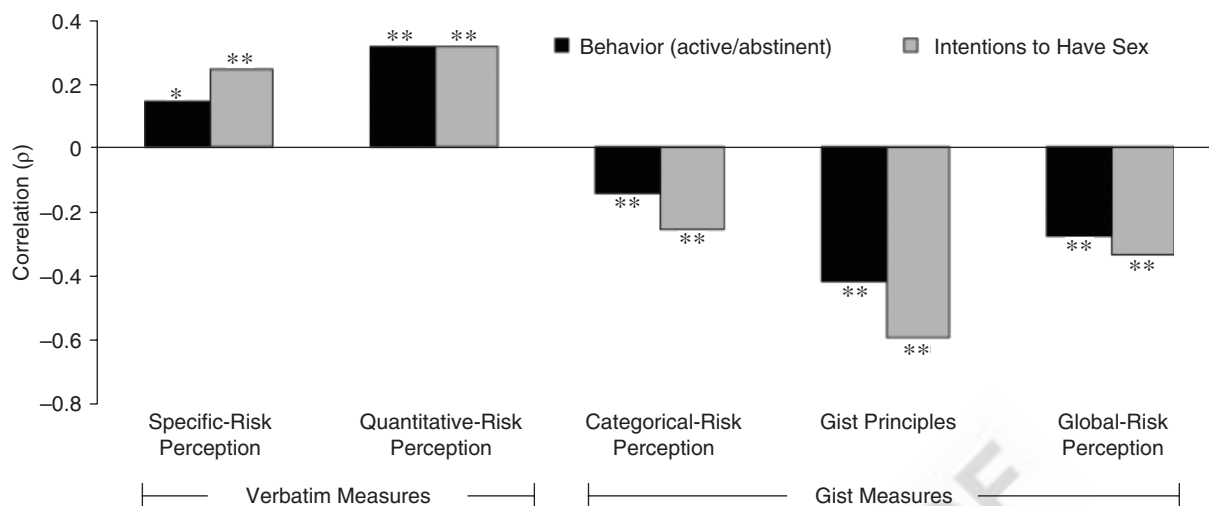 0.4
0.2
0
–0.2
–0.4
–0.6
–0.8
Correlation (ρ)
Behavior (active/abstinent)
Intentions to Have Sex
*
**
**
**
**
**
**
**
**
**
Specific-Risk
Perception
Quantitative-Risk
Perception
Categorical-Risk
Perception
Gist Principles
Global-Risk
Perception
Verbatim Measures
Gist Measures